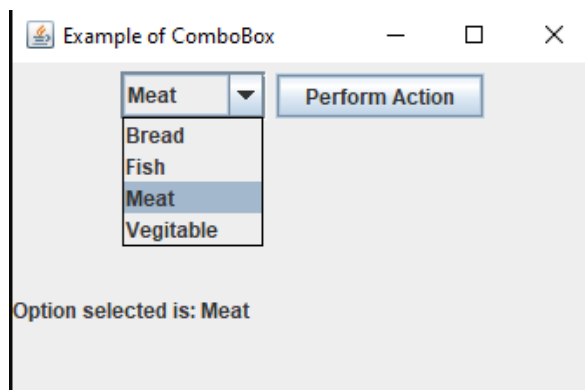 Example of ComboBox
Meat Perform Action
Bread
Fish
Meat
Vegitable
Option selected is: Meat